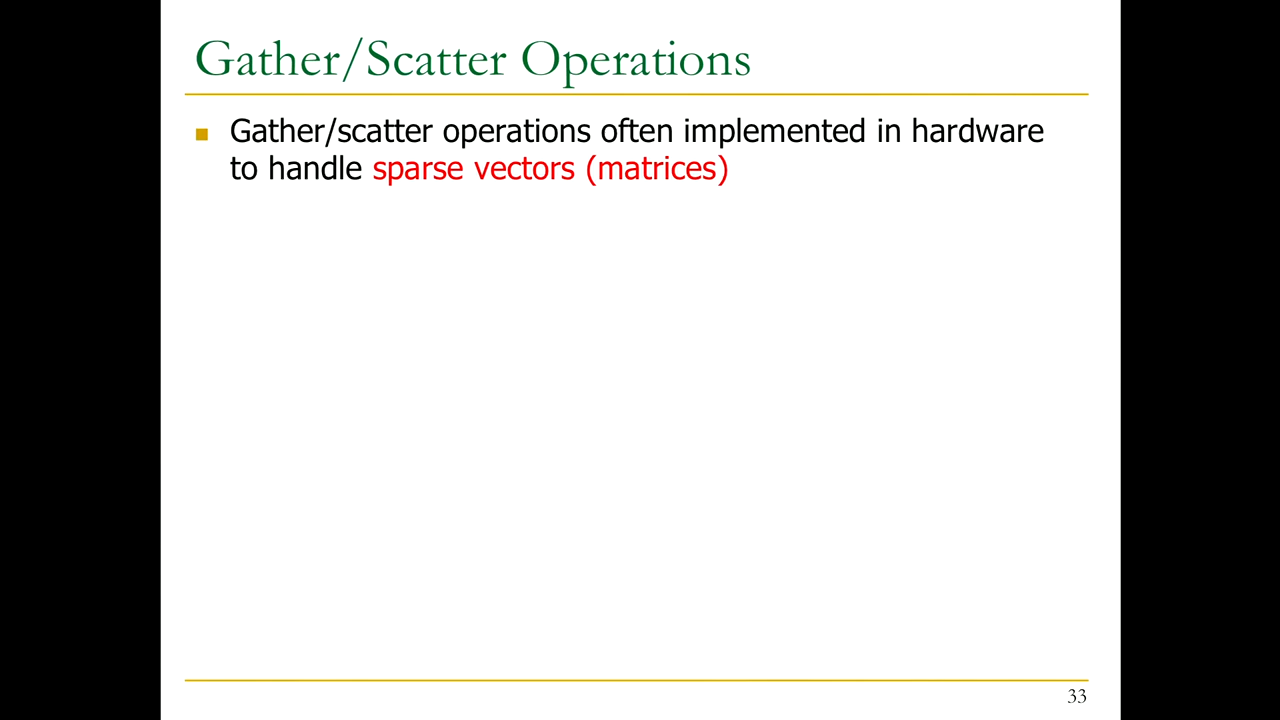 Gather/Scatter Operations
Gather/scatter operations often implemented in hardware
to handle sparse vectors (matrices)
33